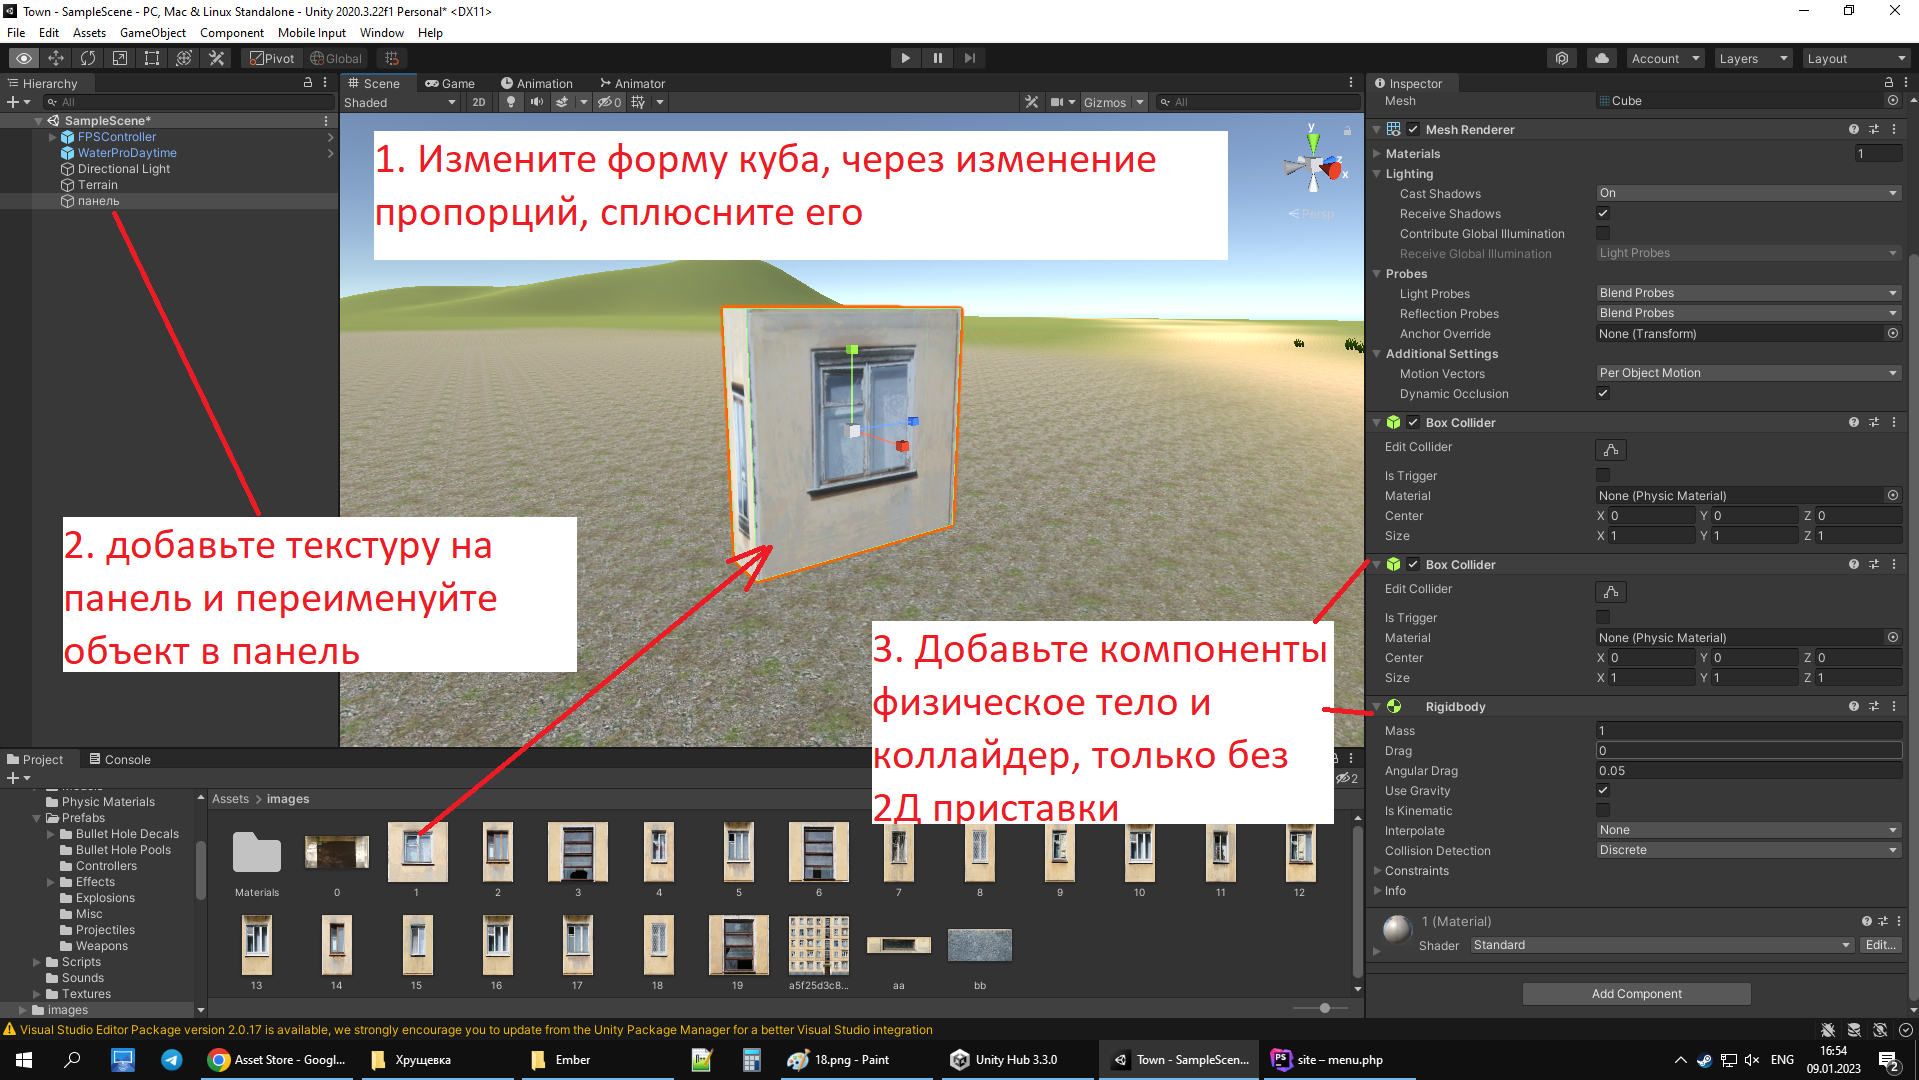 Town - SampleScene - PC, Mac & Linux Standalone - Unity 2020.3.22f1 Personal* <DX11>
File Edit Assets GameObject Component Mobile Input Window Help
Pivot Global Account Layers Layout
Hierarchy
All
SampleScene*
FPSController
WaterProDaytime
Directional Light
Terrain
панель
Scene Game Animation Animator
Shaded 2D 0 Gizmos All
y
z
x
Persp
1. Измените форму куба, через изменение
пропорций, сплюсните его
2. добавьте текстуру на
панель и переименуйте
объект в панель
3. Добавьте компоненты
физическое тело и
коллайдер, только без
2Д приставки
Inspector
Mesh Cube
Mesh Renderer
Materials 1
Lighting
Cast Shadows On
Receive Shadows
Contribute Global Illumination
Receive Global Illumination Light Probes
Probes
Light Probes Blend Probes
Reflection Probes Blend Probes
Anchor Override None (Transform)
Additional Settings
Motion Vectors Per Object Motion
Dynamic Occlusion
Box Collider
Edit Collider
Is Trigger
Material None (Physic Material)
Center X 0 Y 0 Z 0
Size X 1 Y 1 Z 1
Box Collider
Edit Collider
Is Trigger
Material None (Physic Material)
Center X 0 Y 0 Z 0
Size X 1 Y 1 Z 1
Rigidbody
Mass 1
Drag 0
Angular Drag 0.05
Use Gravity
Is Kinematic
Interpolate None
Collision Detection Discrete
Constraints
Info
1 (Material)
Shader Standard Edit...
Add Component
Project Console
2
Physic Materials
Prefabs
Bullet Hole Decals
Bullet Hole Pools
Controllers
Effects
Explosions
Misc
Projectiles
Weapons
Scripts
Sounds
Textures
images
Assets > images
Materials 0 1 2 3 4 5 6 7 8 9 10 11 12
13 14 15 16 17 18 19 a5f25d3c8... aa bb
Visual Studio Editor Package version 2.0.17 is available, we strongly encourage you to update from the Unity Package Manager for a better Visual Studio integration
Asset Store - Googl... Хрущевка Ember 18.png - Paint Unity Hub 3.3.0 Town - SampleScen... PS site – menu.php
ENG
16:54
09.01.2023
2